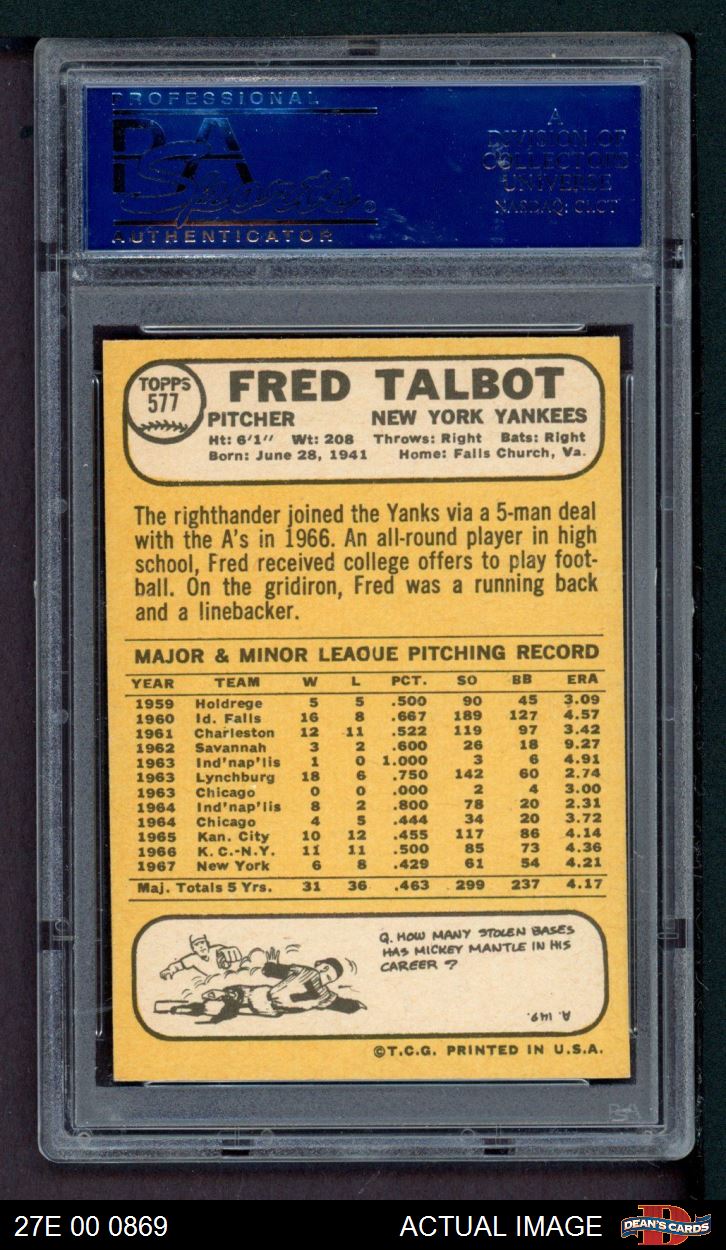 PROFESSIONAL
PSA
Sports
AUTHENTICATOR
A
DIVISION OF
COLLECTORS
UNIVERSE
NASDAQ: CLCT
TOPPS
577
FRED TALBOT
PITCHER NEW YORK YANKEES
Ht: 6'1" Wt: 208 Throws: Right Bats: Right
Born: June 28, 1941 Home: Falls Church, Va.
The righthander joined the Yanks via a 5-man deal
with the A's in 1966. An all-round player in high
school, Fred received college offers to play foot-
ball. On the gridiron, Fred was a running back
and a linebacker.
MAJOR & MINOR LEAGUE PITCHING RECORD
YEAR TEAM W L PCT. SO BB ERA
1959 Holdrege 5 5 .500 90 45 3.09
1960 Id. Falls 16 8 .667 189 127 4.57
1961 Charleston 12 11 .522 119 97 3.42
1962 Savannah 3 2 .600 26 18 9.27
1963 Ind'nap'lis 1 0 1.000 3 6 4.91
1963 Lynchburg 18 6 .750 142 60 2.74
1963 Chicago 0 0 .000 2 4 3.00
1964 Ind'nap'lis 8 2 .800 78 20 2.31
1964 Chicago 4 5 .444 34 20 3.72
1965 Kan. City 10 12 .455 117 86 4.14
1966 K. C.-N.Y. 11 11 .500 85 73 4.36
1967 New York 6 8 .429 61 54 4.21
Maj. Totals 5 Yrs. 31 36 .463 299 237 4.17
Q. HOW MANY STOLEN BASES
HAS MICKEY MANTLE IN HIS
CAREER ?
A. 149.
©T.C.G. PRINTED IN U.S.A.
PSA
27E 00 0869 ACTUAL IMAGE
D
DEAN'S CARDS